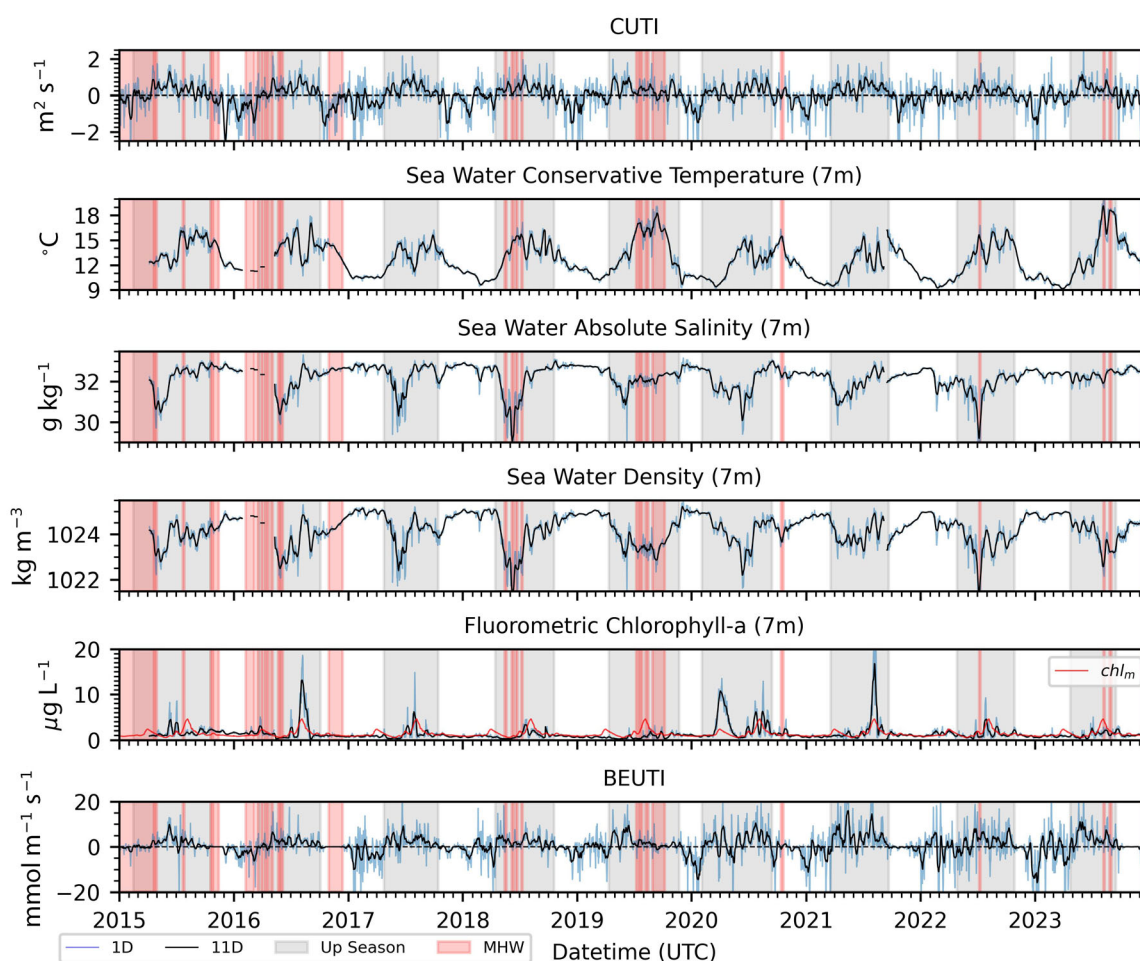 CUTI
m² s⁻¹
2
0
−2
Sea Water Conservative Temperature (7m)
°C
18
15
12
9
Sea Water Absolute Salinity (7m)
g kg⁻¹
32
30
Sea Water Density (7m)
kg m⁻³
1024
1022
Fluorometric Chlorophyll-a (7m)
μg L⁻¹
20
10
0
chlₘ
BEUTI
mmol m⁻¹ s⁻¹
20
0
−20
2015 2016 2017 2018 2019 2020 2021 2022 2023
1D 11D Up Season MHW
Datetime (UTC)